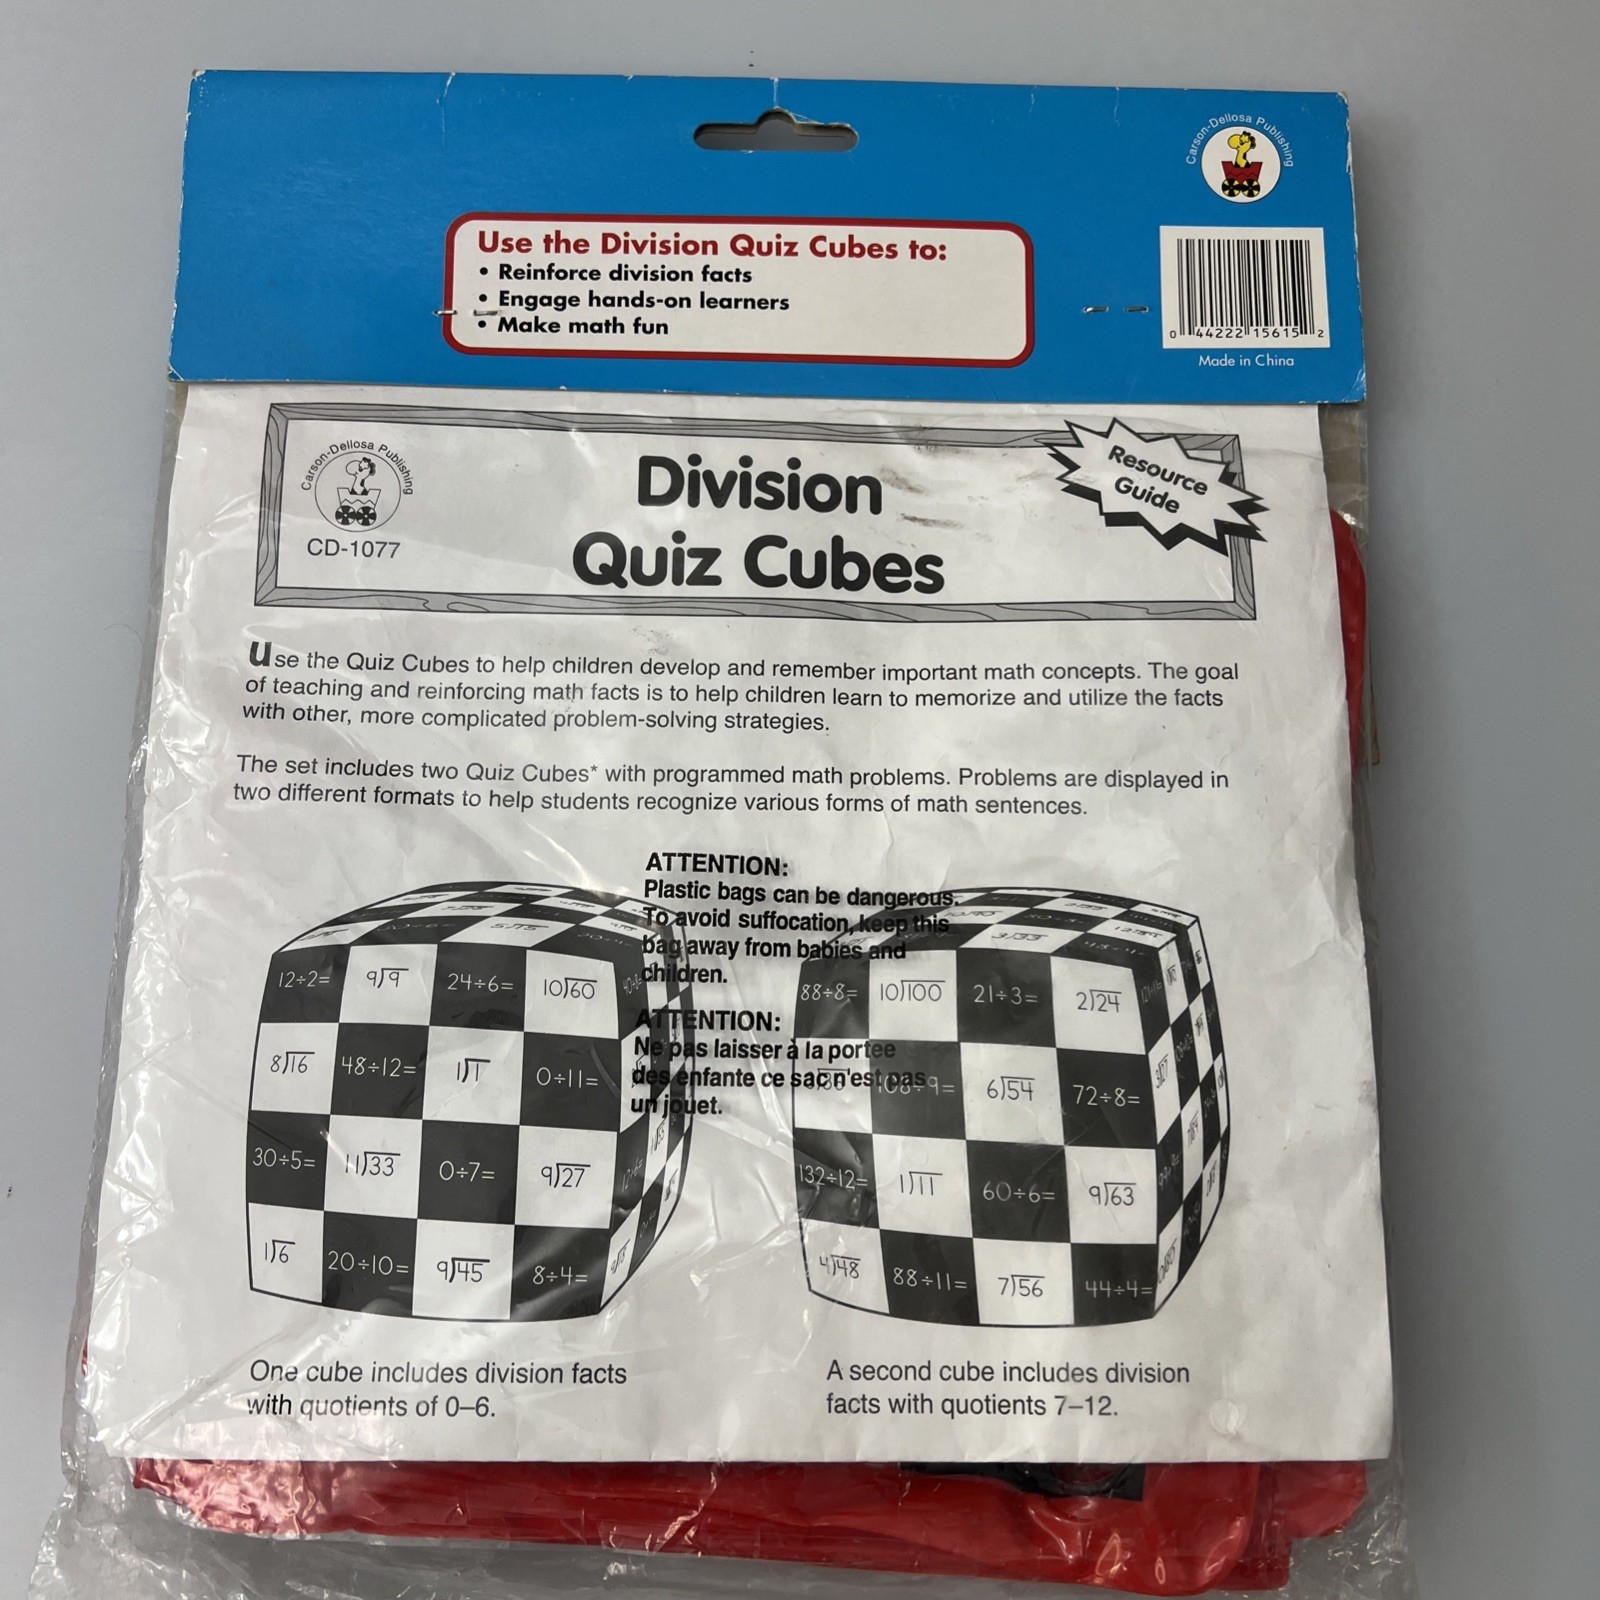 Carson-Dellosa Publishing
Use the Division Quiz Cubes to:
• Reinforce division facts
• Engage hands-on learners
• Make math fun
0 44222 15615 2
Made in China
Carson-Dellosa Publishing
CD-1077
Division
Quiz Cubes
Resource
Guide
Use the Quiz Cubes to help children develop and remember important math concepts. The goal
of teaching and reinforcing math facts is to help children learn to memorize and utilize the facts
with other, more complicated problem-solving strategies.
The set includes two Quiz Cubes* with programmed math problems. Problems are displayed in
two different formats to help students recognize various forms of math sentences.
ATTENTION:
Plastic bags can be dangerous.
To avoid suffocation, keep this
bag away from babies and
children.
ATTENTION:
Ne pas laisser à la portee
des enfante ce sac n'est pas
un jouet.
12÷2= 9)9 24÷6= 10)60
8)16 48÷12= 1)1 0÷11=
30÷5= 11)33 0÷7= 9)27
1)6 20÷10= 9)45 8÷4=
5)15
88÷8= 10)100 21÷3= 2)24
108÷9= 6)54 72÷8=
132÷12= 1)11 60÷6= 9)63
4)48 88÷11= 7)56 44÷4=
3)33
One cube includes division facts
with quotients of 0–6.
A second cube includes division
facts with quotients 7–12.